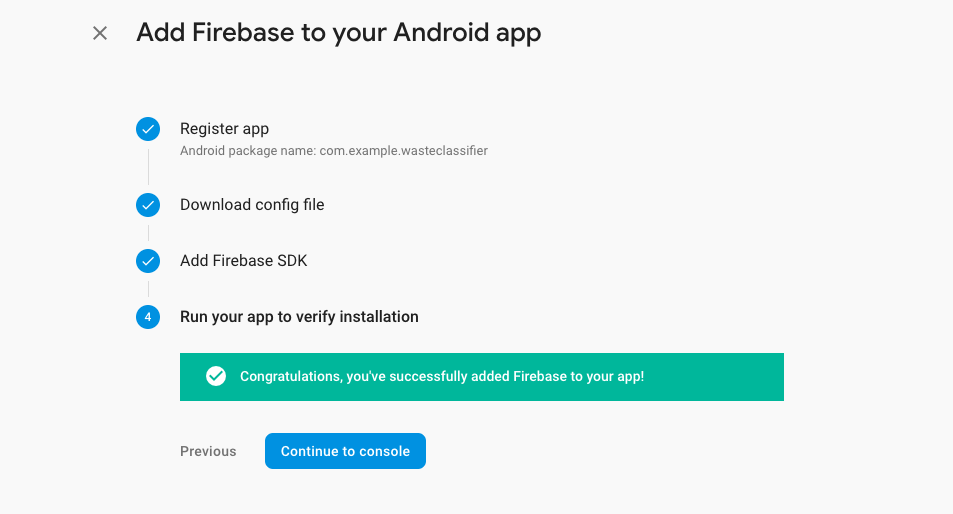 Add Firebase to your Android app
Register app
Android package name: com.example.wasteclassifier
Download config file
Add Firebase SDK
4 Run your app to verify installation
Congratulations, you've successfully added Firebase to your app!
Previous Continue to console